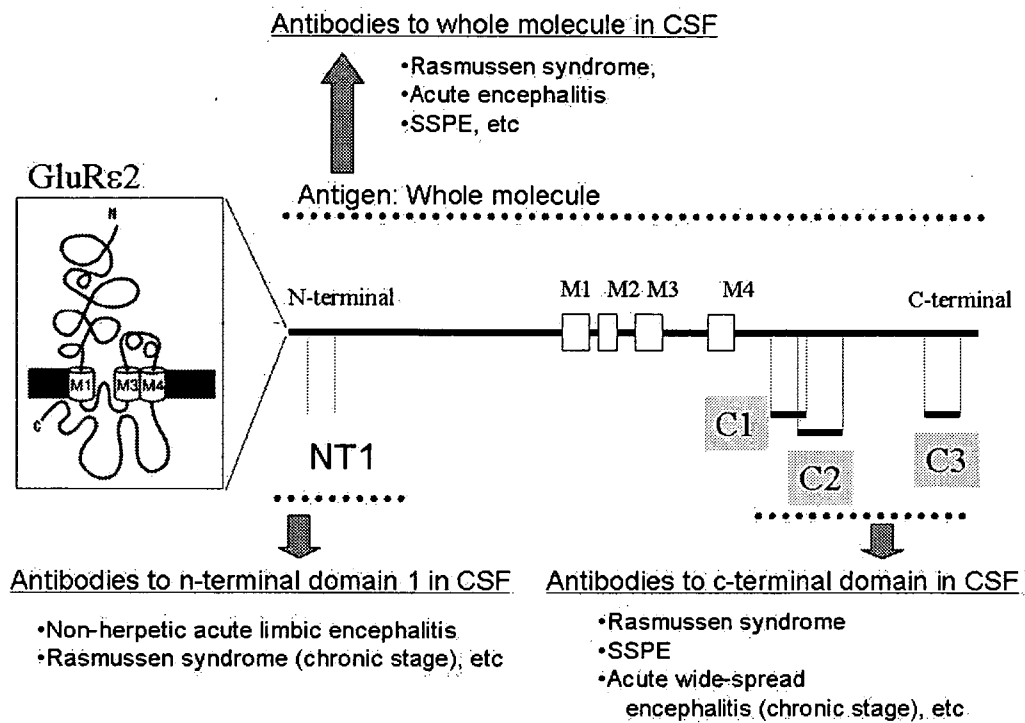 Antibodies to whole molecule in CSF
•Rasmussen syndrome,
•Acute encephalitis
•SSPE, etc
GluRε2
Antigen: Whole molecule
N
M1
M3
M4
C
N-terminal
M1
M2
M3
M4
C-terminal
NT1
C1
C2
C3
Antibodies to n-terminal domain 1 in CSF
•Non-herpetic acute limbic encephalitis
•Rasmussen syndrome (chronic stage), etc
Antibodies to c-terminal domain in CSF
•Rasmussen syndrome
•SSPE
•Acute wide-spread
encephalitis (chronic stage), etc